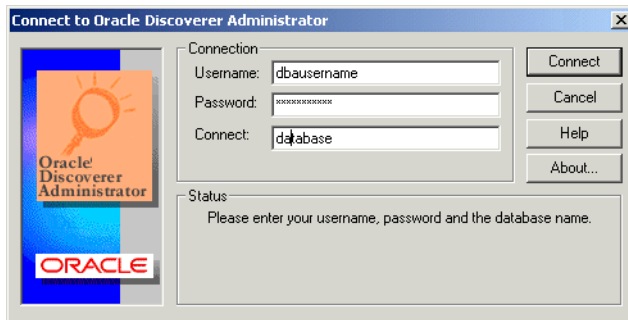 Connect to Oracle Discoverer Administrator
Connection
Username: dbausername
Password: ***********
Connect: database
Connect
Cancel
Help
About...
Oracle
Discoverer
Administrator
ORACLE
Status
Please enter your username, password and the database name.